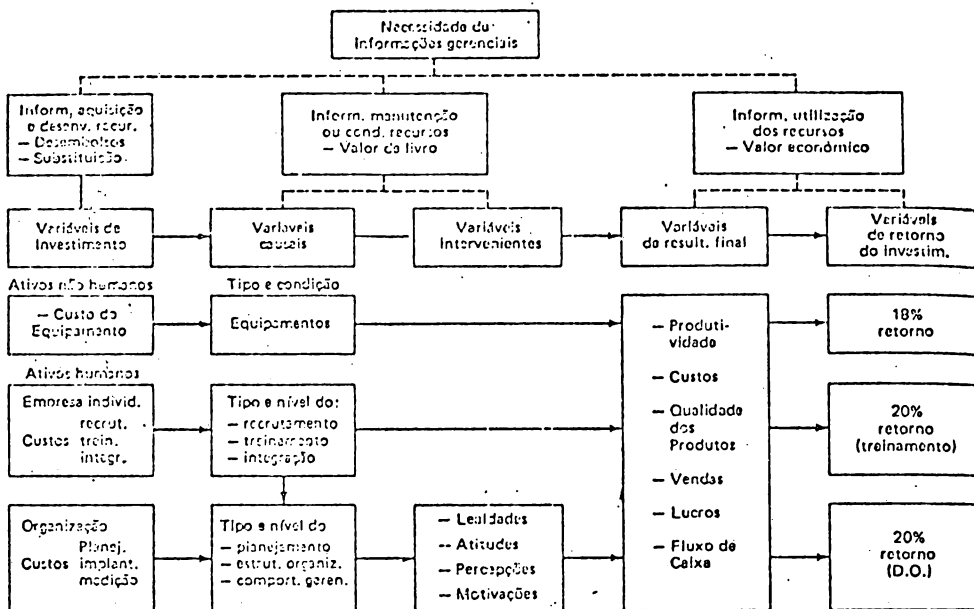 Necessidade de:
Informações gerenciais
Inform. aquisição
e desenv. recur.
— Desembolsos
— Substituição
Inform. manutenção
ou cond. recursos
— Valor do livro
Inform. utilização
dos recursos
— Valor econômico
Variáveis de
Investimento
Variáveis
causais
Variáveis
Intervenientes
Variáveis
do result. final
Variáveis
de retorno
do investim.
Ativos não humanos
Tipo e condição
— Custo do
Equipamento
Equipamentos
Ativos humanos
Empresa individ.
recrut.
Custos trein.
integr.
Tipo e nível do:
— recrutamento
— treinamento
— integração
Organização
Planej.
Custos implant.
medição
Tipo e nível do
— planejamento
— estrut. organiz.
— comport. geren.
— Lealdades
— Atitudes
— Percepções
— Motivações
— Produti-
vidade
— Custos
— Qualidade
dos
Produtos
— Vendas
— Lucros
— Fluxo de
Caixa
18%
retorno
20%
retorno
(treinamento)
20%
retorno
(D.O.)